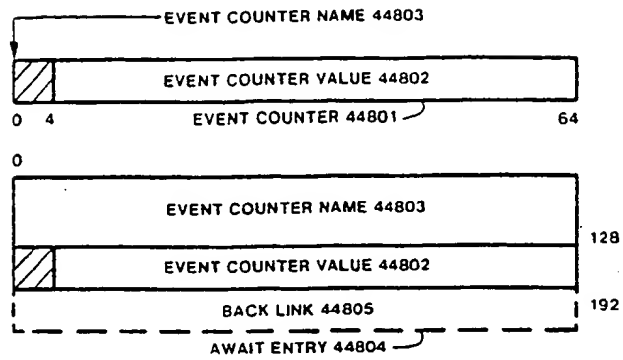 EVENT COUNTER NAME 44803
EVENT COUNTER VALUE 44802
0 4 EVENT COUNTER 44801 64
0
EVENT COUNTER NAME 44803
128
EVENT COUNTER VALUE 44802
BACK LINK 44805 192
AWAIT ENTRY 44804